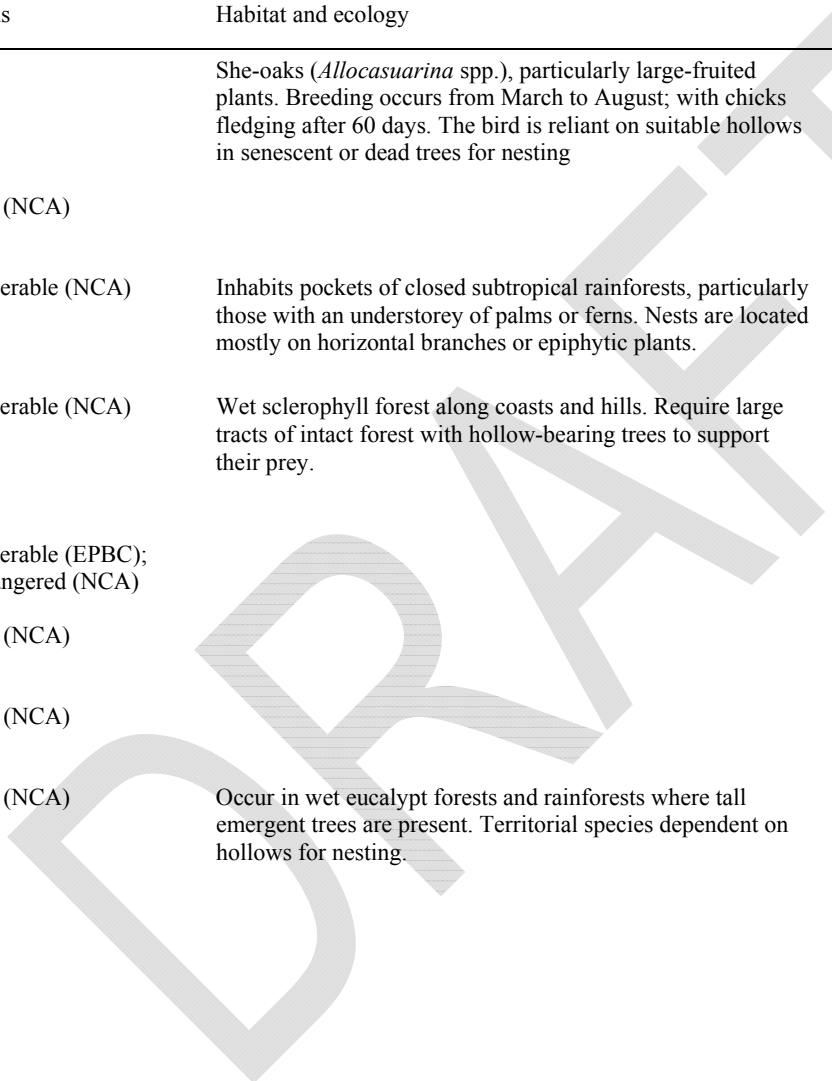 s Habitat and ecology
She-oaks (Allocasuarina spp.), particularly large-fruited
plants. Breeding occurs from March to August; with chicks
fledging after 60 days. The bird is reliant on suitable hollows
in senescent or dead trees for nesting
(NCA)
erable (NCA) Inhabits pockets of closed subtropical rainforests, particularly
those with an understorey of palms or ferns. Nests are located
mostly on horizontal branches or epiphytic plants.
erable (NCA) Wet sclerophyll forest along coasts and hills. Require large
tracts of intact forest with hollow-bearing trees to support
their prey.
erable (EPBC);
ngered (NCA)
(NCA)
(NCA)
(NCA) Occur in wet eucalypt forests and rainforests where tall
emergent trees are present. Territorial species dependent on
hollows for nesting.
DRAFT